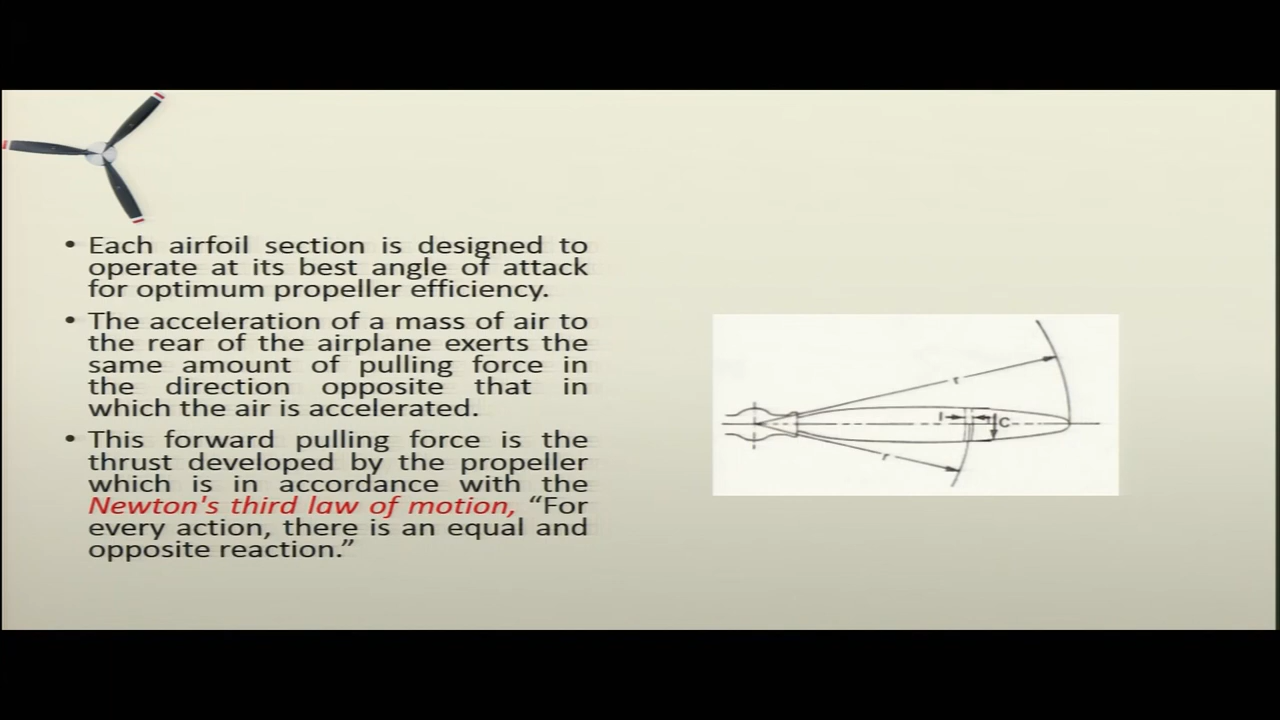 • Each airfoil section is designed to
operate at its best angle of attack
for optimum propeller efficiency.
• The acceleration of a mass of air to
the rear of the airplane exerts the
same amount of pulling force in
the direction opposite that in
which the air is accelerated.
• This forward pulling force is the
thrust developed by the propeller
which is in accordance with the
Newton's third law of motion, “For
every action, there is an equal and
opposite reaction.”
r
C